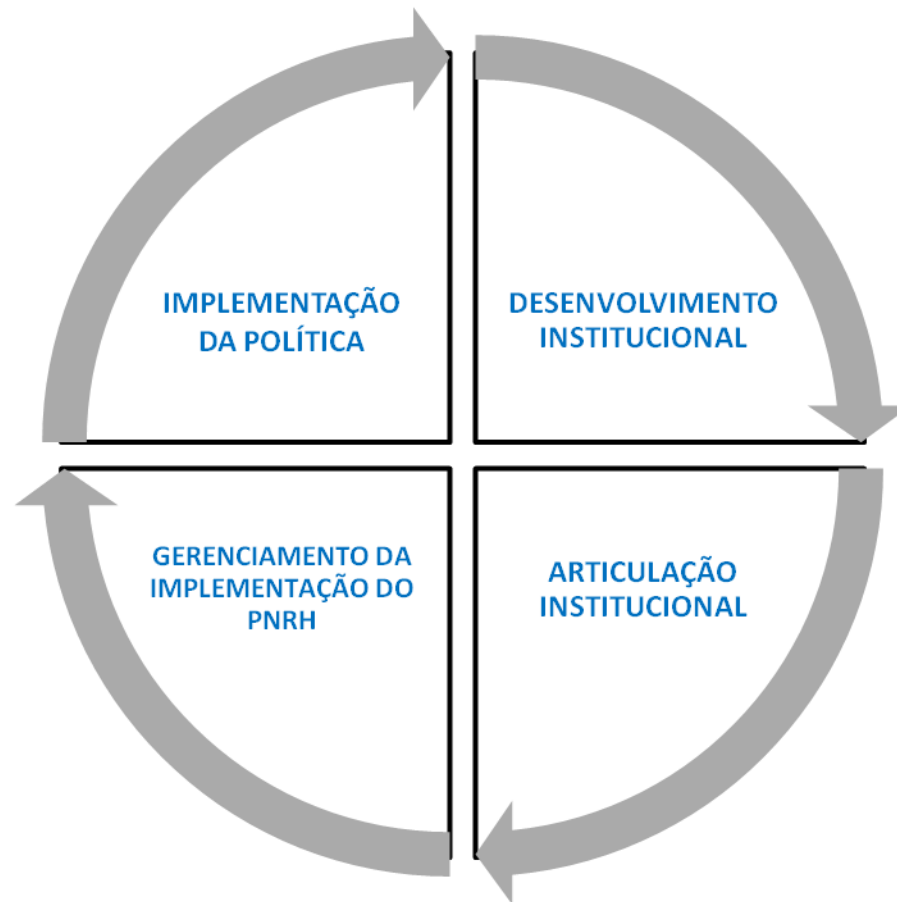 IMPLEMENTAÇÃO
DA POLÍTICA
DESENVOLVIMENTO
INSTITUCIONAL
GERENCIAMENTO DA
IMPLEMENTAÇÃO DO
PNRH
ARTICULAÇÃO
INSTITUCIONAL